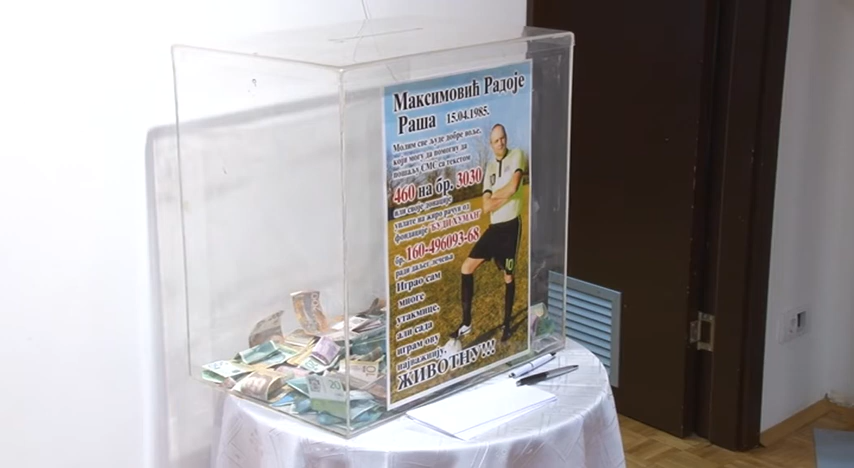 Максимовић Радоје
Раша 15.04.1985.
Молим све људе добре воље,
који могу да помогну да
пошаљу СМС са текстом
460 на бр. 3030
или своје донације
уплате на жиро рачун од
фондације "БУДИ ХУМАН"
бр. 160-496093-68
ради даљег лечења
Играо сам
многе
утакмице,
али сада
играм ову
најважнију,
ЖИВОТНУ!!!
10